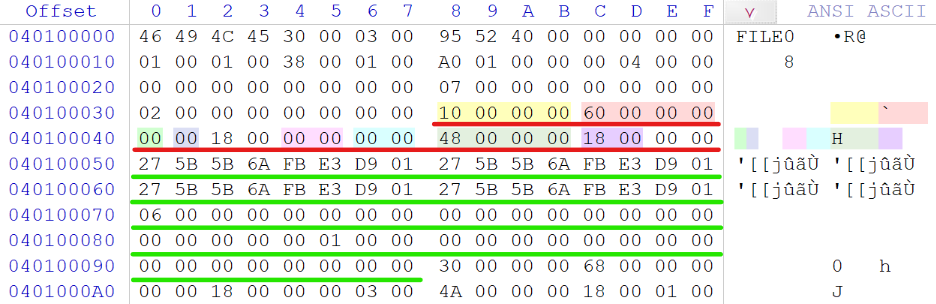 Offset 0 1 2 3 4 5 6 7 8 9 A B C D E F ANSI ASCII
040100000 46 49 4C 45 30 00 03 00 95 52 40 00 00 00 00 00 FILE0 •R@
040100010 01 00 01 00 38 00 01 00 A0 01 00 00 00 04 00 00 8
040100020 00 00 00 00 00 00 00 00 07 00 00 00 00 00 00 00
040100030 02 00 00 00 00 00 00 00 10 00 00 00 60 00 00 00 `
040100040 00 00 18 00 00 00 00 00 48 00 00 00 18 00 00 00 H
040100050 27 5B 5B 6A FB E3 D9 01 27 5B 5B 6A FB E3 D9 01 '[[jûãÙ '[[jûãÙ
040100060 27 5B 5B 6A FB E3 D9 01 27 5B 5B 6A FB E3 D9 01 '[[jûãÙ '[[jûãÙ
040100070 06 00 00 00 00 00 00 00 00 00 00 00 00 00 00 00
040100080 00 00 00 00 00 01 00 00 00 00 00 00 00 00 00 00
040100090 00 00 00 00 00 00 00 00 30 00 00 00 68 00 00 00 0 h
0401000A0 00 00 18 00 00 00 03 00 4A 00 00 00 18 00 01 00 J